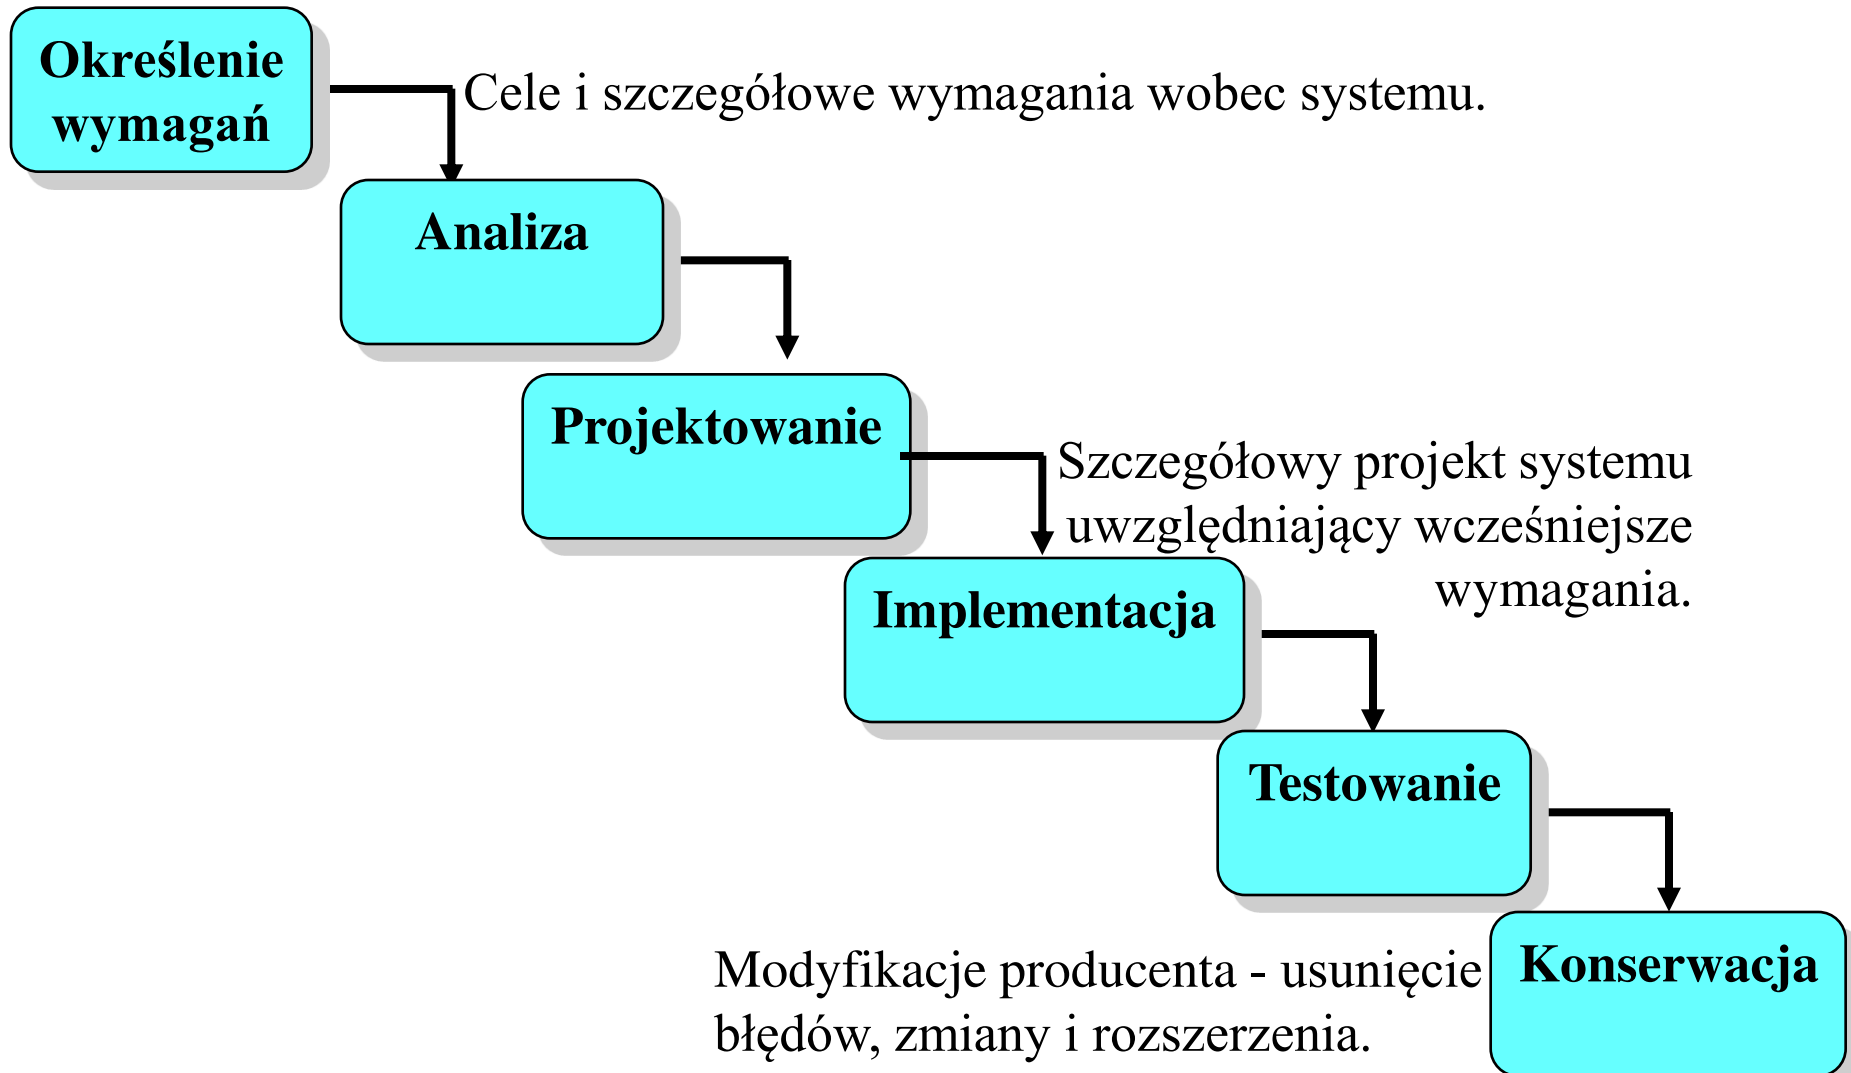 Określenie
wymagań
Cele i szczegółowe wymagania wobec systemu.
Analiza
Projektowanie
Szczegółowy projekt systemu
uwzględniający wcześniejsze
wymagania.
Implementacja
Testowanie
Konserwacja
Modyfikacje producenta - usunięcie
błędów, zmiany i rozszerzenia.